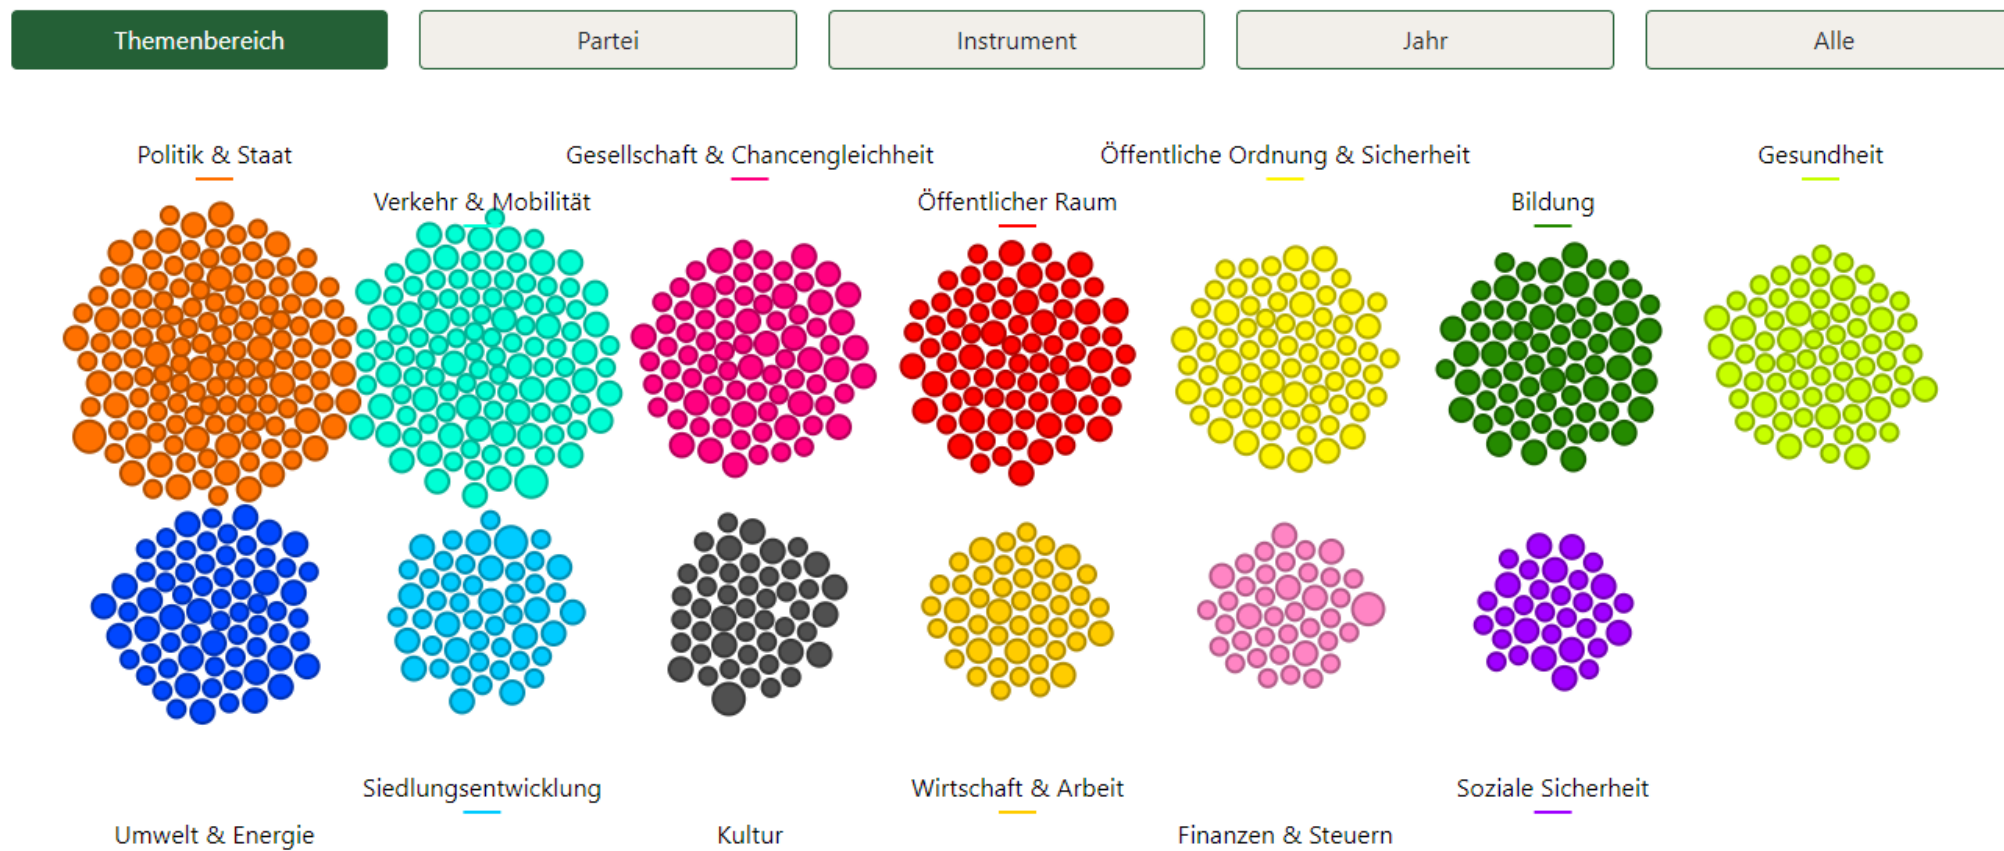 Themenbereich
Partei
Instrument
Jahr
Alle
Politik & Staat
Gesellschaft & Chancengleichheit
Öffentliche Ordnung & Sicherheit
Gesundheit
Verkehr & Mobilität
Öffentlicher Raum
Bildung
Siedlungsentwicklung
Wirtschaft & Arbeit
Soziale Sicherheit
Umwelt & Energie
Kultur
Finanzen & Steuern